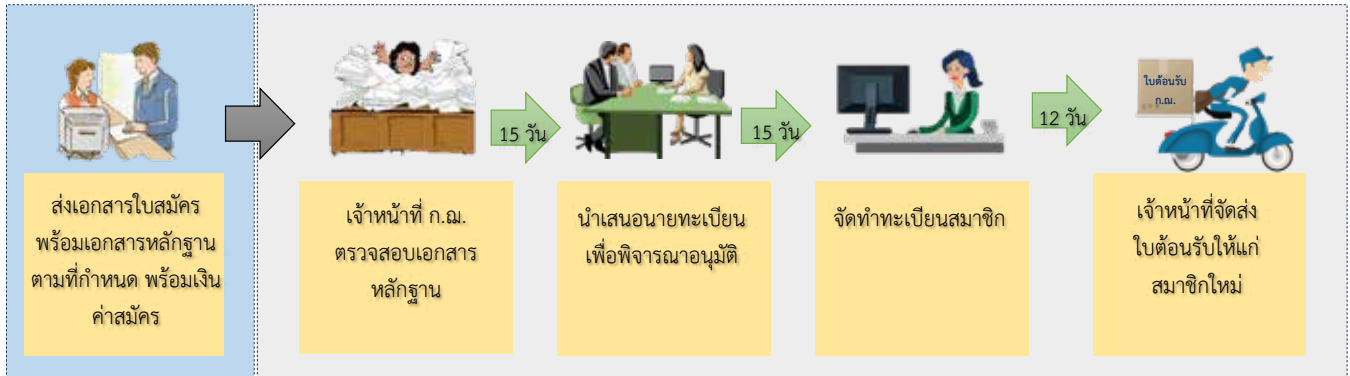 15 วัน
15 วัน
12 วัน
ใบต้อนรับ
ก.ฌ.
ส่งเอกสารใบสมัคร
พร้อมเอกสารหลักฐาน
ตามที่กำหนด พร้อมเงิน
ค่าสมัคร
เจ้าหน้าที่ ก.ฌ.
ตรวจสอบเอกสาร
หลักฐาน
นำเสนอนายทะเบียน
เพื่อพิจารณาอนุมัติ
จัดทำทะเบียนสมาชิก
เจ้าหน้าที่จัดส่ง
ใบต้อนรับให้แก่
สมาชิกใหม่